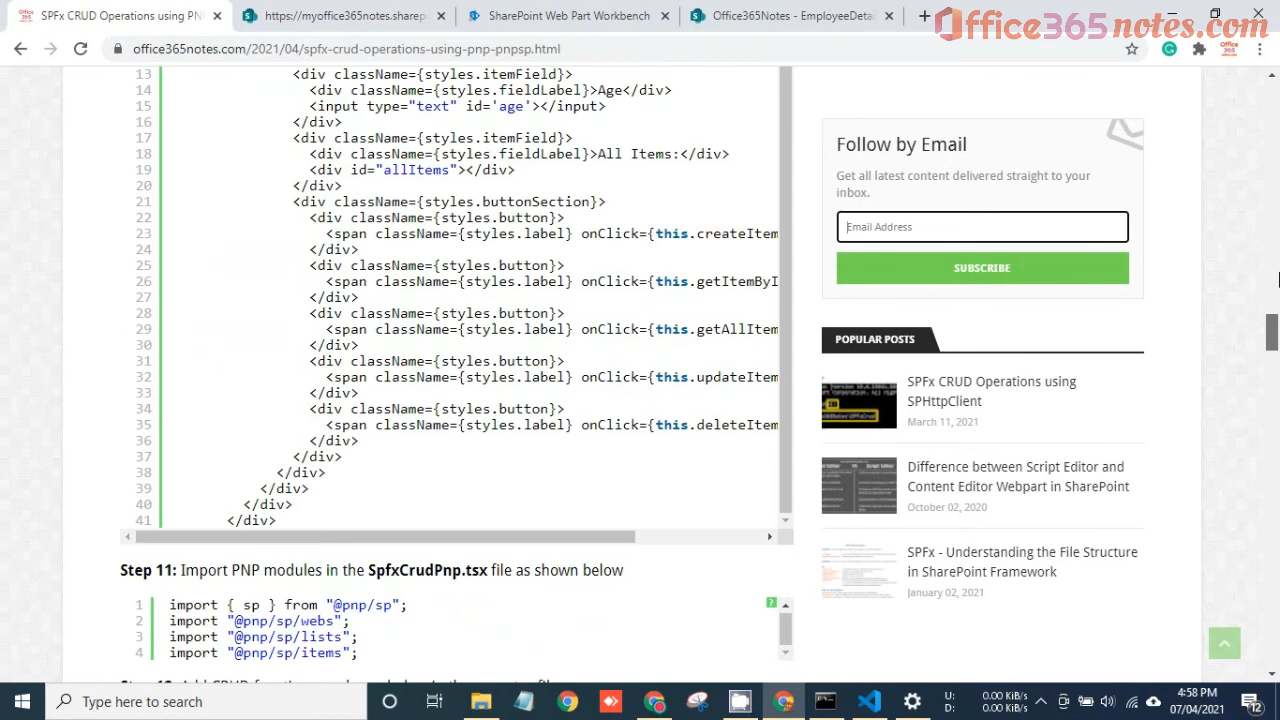 SPfx CRUD Operations using PN
https://mytenos.sharep
SharePoint Web Part Workbench
Office365Notes - EmployeeDetai
Office365notes.com
office365notes.com/2021/04/spfx-crud-operations-using-pnp-pnpsp.html
13 <div className={styles.itemField}>
14 <div className={styles.fieldLabel}>Age</div>
15 <input type="text" id='age'></input>
16 </div>
17 <div className={styles.itemField}>
18 <div className={styles.fieldLabel}>All Items:</div>
19 <div id="allItems"></div>
20 </div>
21 <div className={styles.buttonSection}>
22 <div className={styles.button}>
23 <span className={styles.label} onClick={this.createItem
24 </div>
25 <div className={styles.button}>
26 <span className={styles.label} onClick={this.getItemByI
27 </div>
28 <div className={styles.button}>
29 <span className={styles.label} onClick={this.getAllItem
30 </div>
31 <div className={styles.button}>
32 <span className={styles.label} onClick={this.updateItem
33 </div>
34 <div className={styles.button}>
35 <span className={styles.label} onClick={this.deleteItem
36 </div>
37 </div>
38 </div>
39 </div>
40 </div>
41 </div>
Step 11: Import PNP modules in the SpfxCrudPnp.tsx file as shown below
1 import { sp } from "@pnp/sp";
2 import "@pnp/sp/webs";
3 import "@pnp/sp/lists";
4 import "@pnp/sp/items";
Follow by Email
Get all latest content delivered straight to your
inbox.
Email Address
SUBSCRIBE
POPULAR POSTS
SPFx CRUD Operations using
SPHttpClient
March 11, 2021
Difference between Script Editor and
Content Editor Webpart in SharePoint
October 02, 2020
SPFx - Understanding the File Structure
in SharePoint Framework
January 02, 2021
Type here to search
U: 0.00 KiB/s
D: 0.00 KiB/s
4:58 PM
07/04/2021
12